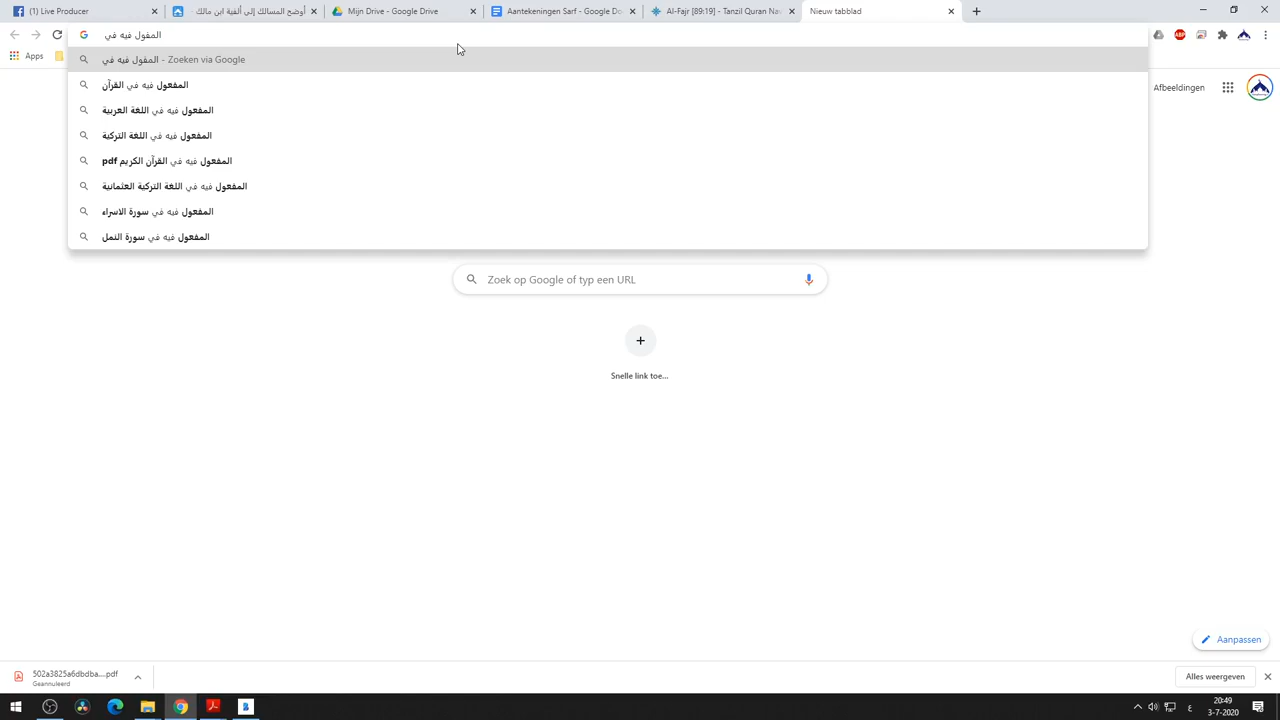 (1) Live Producer
أوضح المسالك إلى ألفية ابن مالك
Mijn Drive - Google Drive
Aantekeningen Sarf - Google Do
Al-Fajr [89:19] - Tanzil Quran Na
Nieuw tabblad
المقول فيه في
Apps
المقول فيه في - Zoeken via Google
المفعول فيه في القرآن
المفعول فيه في اللغة العربية
المفعول فيه في اللغة التركية
المفعول فيه في القرآن الكريم pdf
المفعول فيه في اللغة التركية العثمانية
المفعول فيه في سورة الاسراء
المفعول فيه في سورة النمل
Afbeeldingen
Zoek op Google of typ een URL
Snelle link toe...
Aanpassen
502a3825a6dbdba....pdf
Geannuleerd
Alles weergeven
ع
20:49
3-7-2020